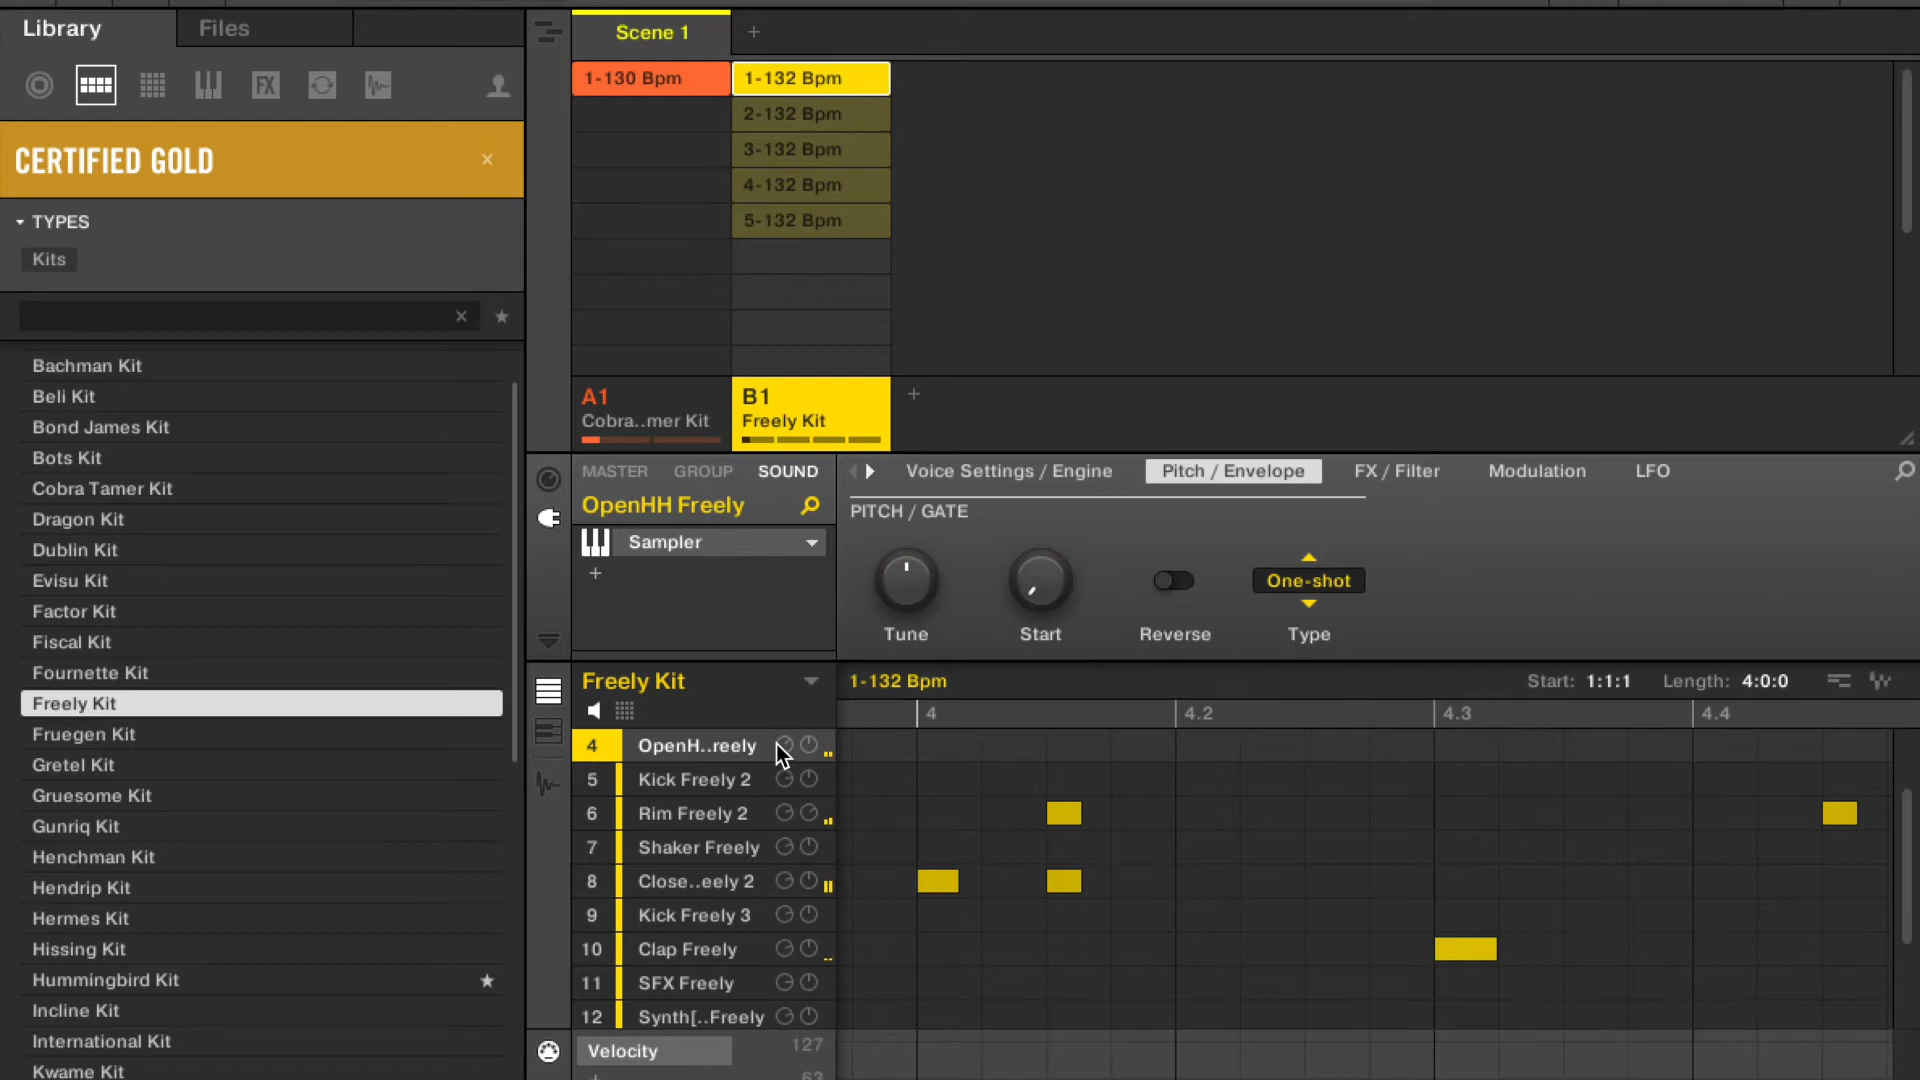 Library
Files
CERTIFIED GOLD
×
TYPES
Kits
×
Bachman Kit
Beli Kit
Bond James Kit
Bots Kit
Cobra Tamer Kit
Dragon Kit
Dublin Kit
Evisu Kit
Factor Kit
Fiscal Kit
Fournette Kit
Freely Kit
Fruegen Kit
Gretel Kit
Gruesome Kit
Gunriq Kit
Henchman Kit
Hendrip Kit
Hermes Kit
Hissing Kit
Hummingbird Kit
Incline Kit
International Kit
Kwame Kit
Scene 1
+
1-130 Bpm
1-132 Bpm
2-132 Bpm
3-132 Bpm
4-132 Bpm
5-132 Bpm
A1
Cobra..mer Kit
B1
Freely Kit
+
MASTER GROUP SOUND
OpenHH Freely
Sampler
+
Voice Settings / Engine
Pitch / Envelope
FX / Filter
Modulation
LFO
PITCH / GATE
One-shot
Tune
Start
Reverse
Type
Freely Kit
1-132 Bpm
Start: 1:1:1
Length: 4:0:0
4
4.2
4.3
4.4
4 OpenH..reely
5 Kick Freely 2
6 Rim Freely 2
7 Shaker Freely
8 Close..eely 2
9 Kick Freely 3
10 Clap Freely
11 SFX Freely
12 Synth[..Freely
Velocity
127
63